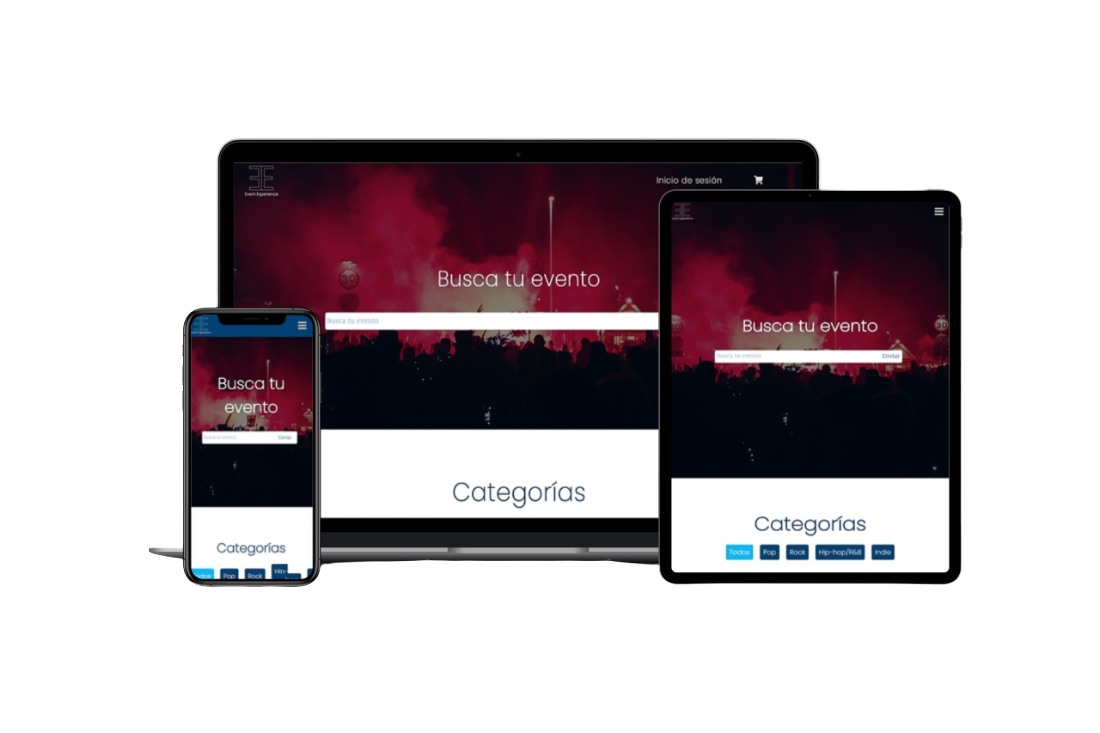 Event Experience
Inicio de sesión
Busca tu evento
Busca tu evento
Categorías
Busca tu
evento
Busca tu evento
Enviar
Categorías
Todos
Pop
Rock
Hip-
Busca tu evento
Busca tu evento
Enviar
Categorías
Todos
Pop
Rock
Hip-hop/R&B
Indie